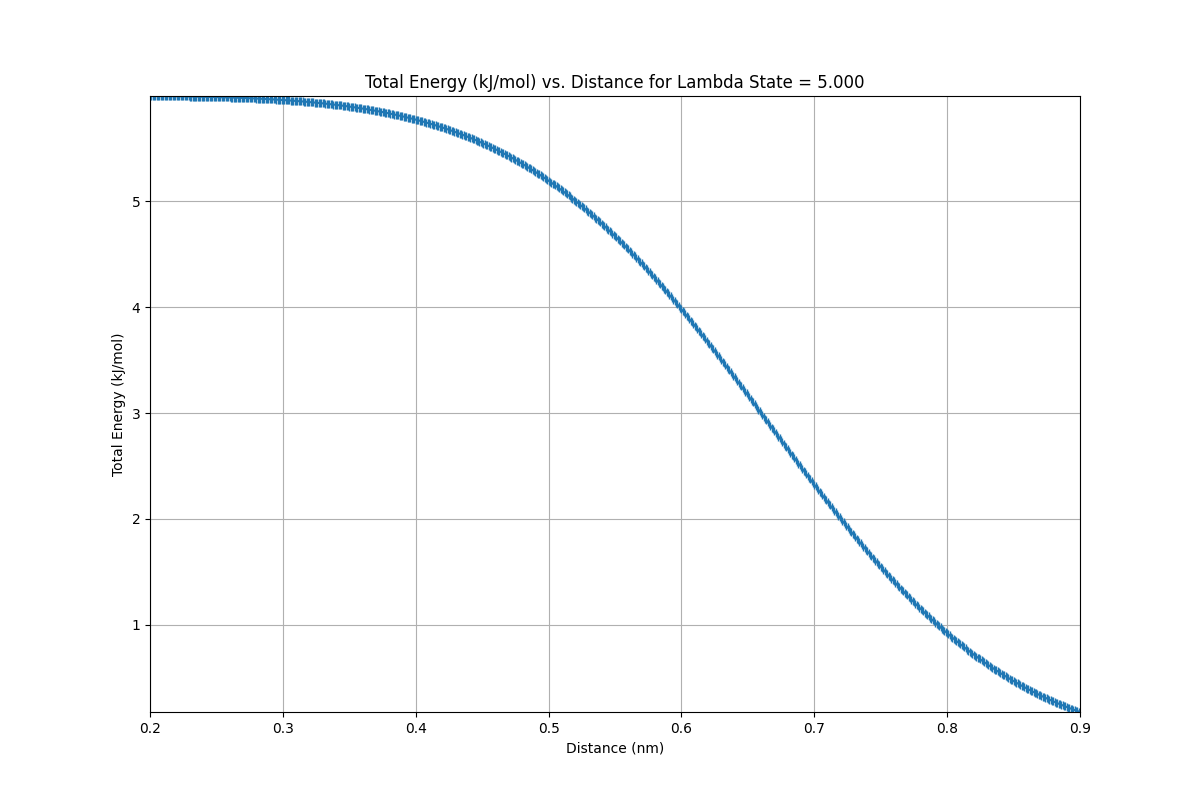 Total Energy (kJ/mol) vs. Distance for Lambda State = 5.000
Total Energy (kJ/mol)
5
4
3
2
1
0.2 0.3 0.4 0.5 0.6 0.7 0.8 0.9
Distance (nm)